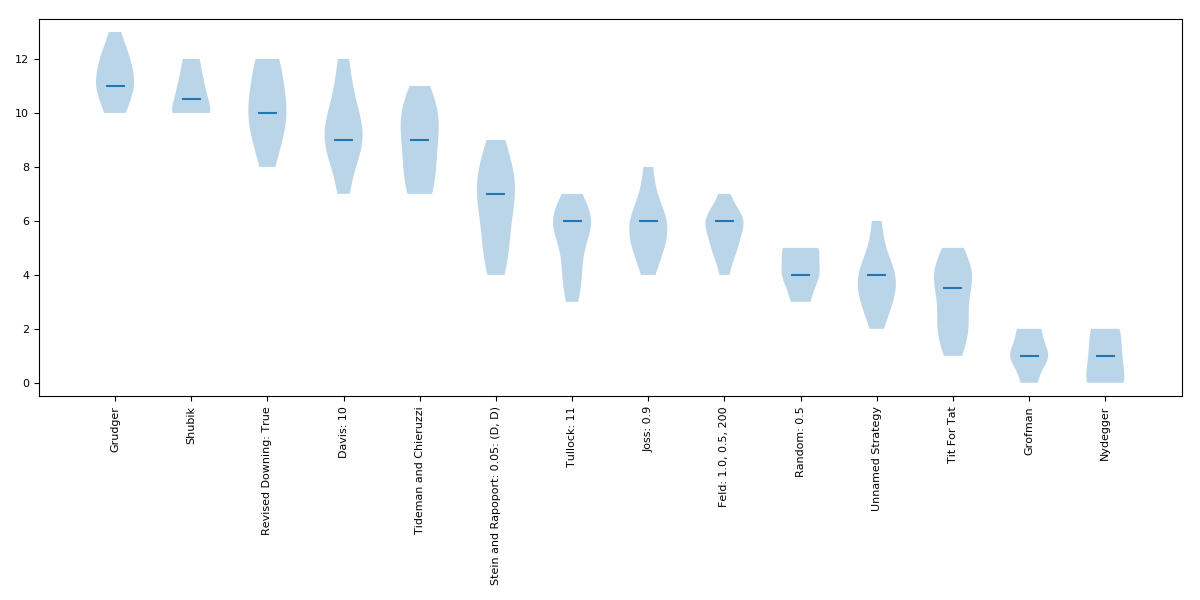 12
10
8
6
4
2
0
Grudger
Shubik
Revised Downing: True
Davis: 10
Tideman and Chieruzzi
Stein and Rapoport: 0.05: (D, D)
Tullock: 11
Joss: 0.9
Feld: 1.0, 0.5, 200
Random: 0.5
Unnamed Strategy
Tit For Tat
Grofman
Nydegger